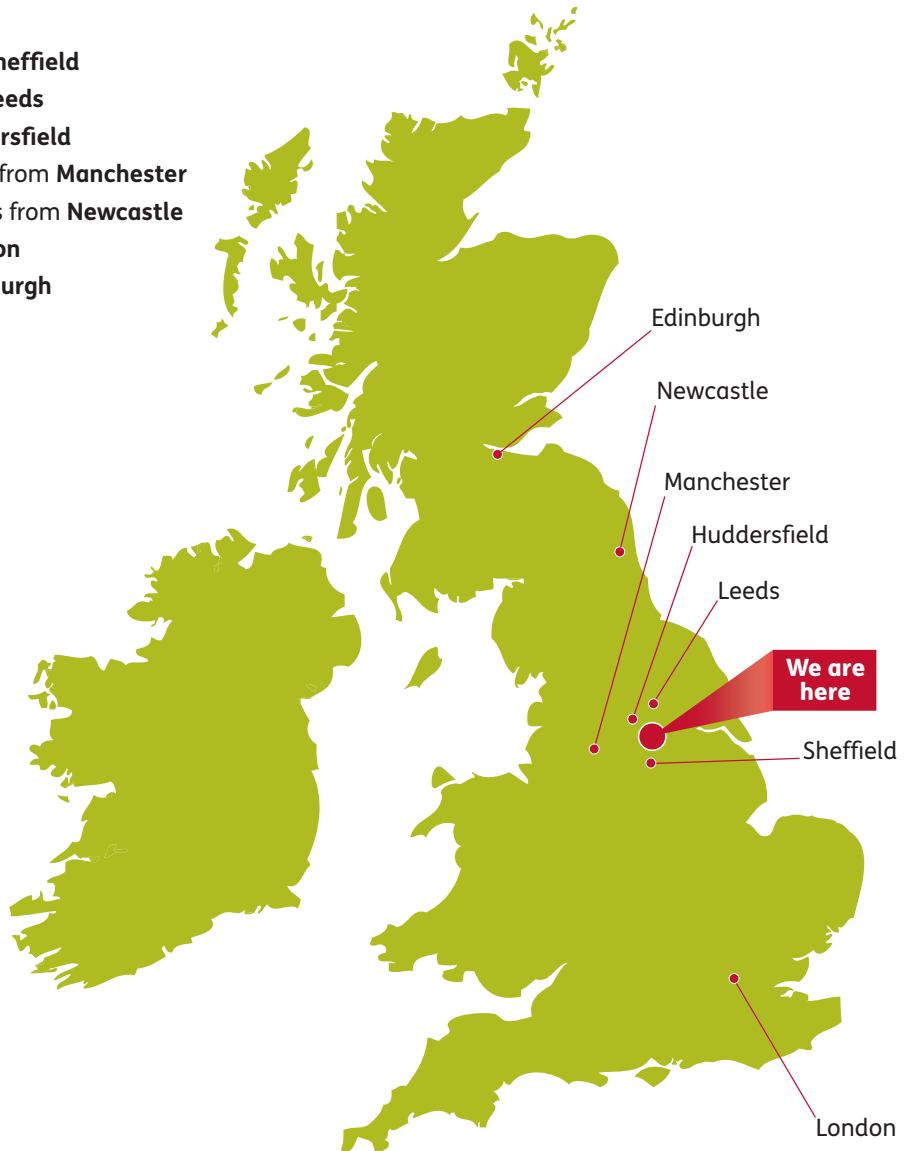 heffield
eeds
rsfield
from Manchester
s from Newcastle
on
urgh
Edinburgh
Newcastle
Manchester
Huddersfield
Leeds
We are
here
Sheffield
London